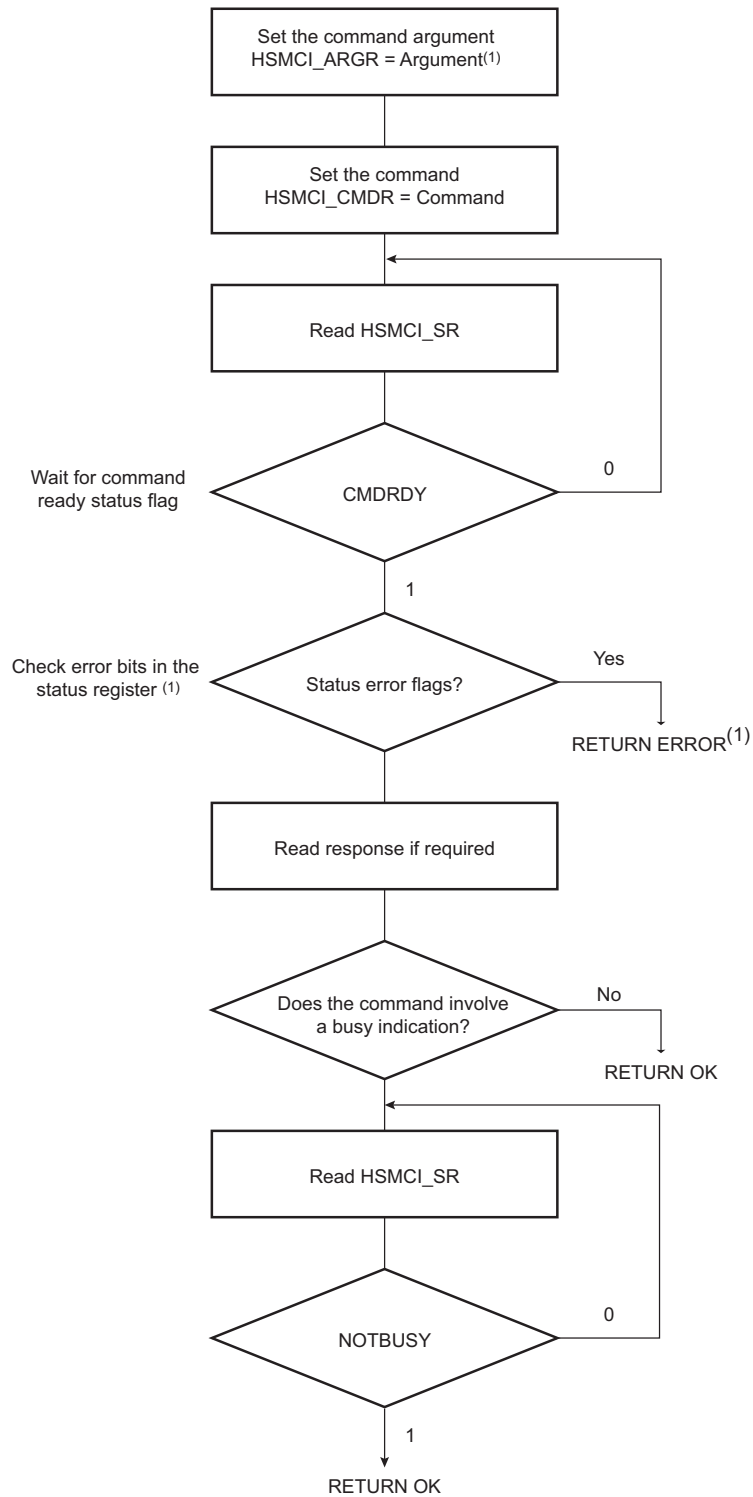 Set the command argument
HSMCI_ARGR = Argument(1)
Set the command
HSMCI_CMDR = Command
Read HSMCI_SR
Wait for command
ready status flag
CMDRDY
0
1
Check error bits in the
status register (1)
Status error flags?
Yes
RETURN ERROR(1)
Read response if required
Does the command involve
a busy indication?
No
RETURN OK
Read HSMCI_SR
NOTBUSY
0
1
RETURN OK